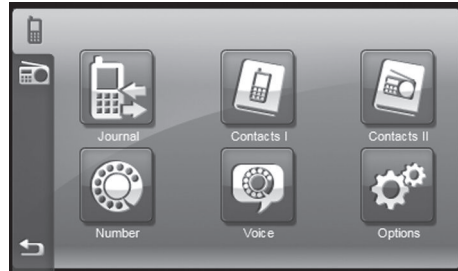 Journal
Contacts I
Contacts II
Number
Voice
Options